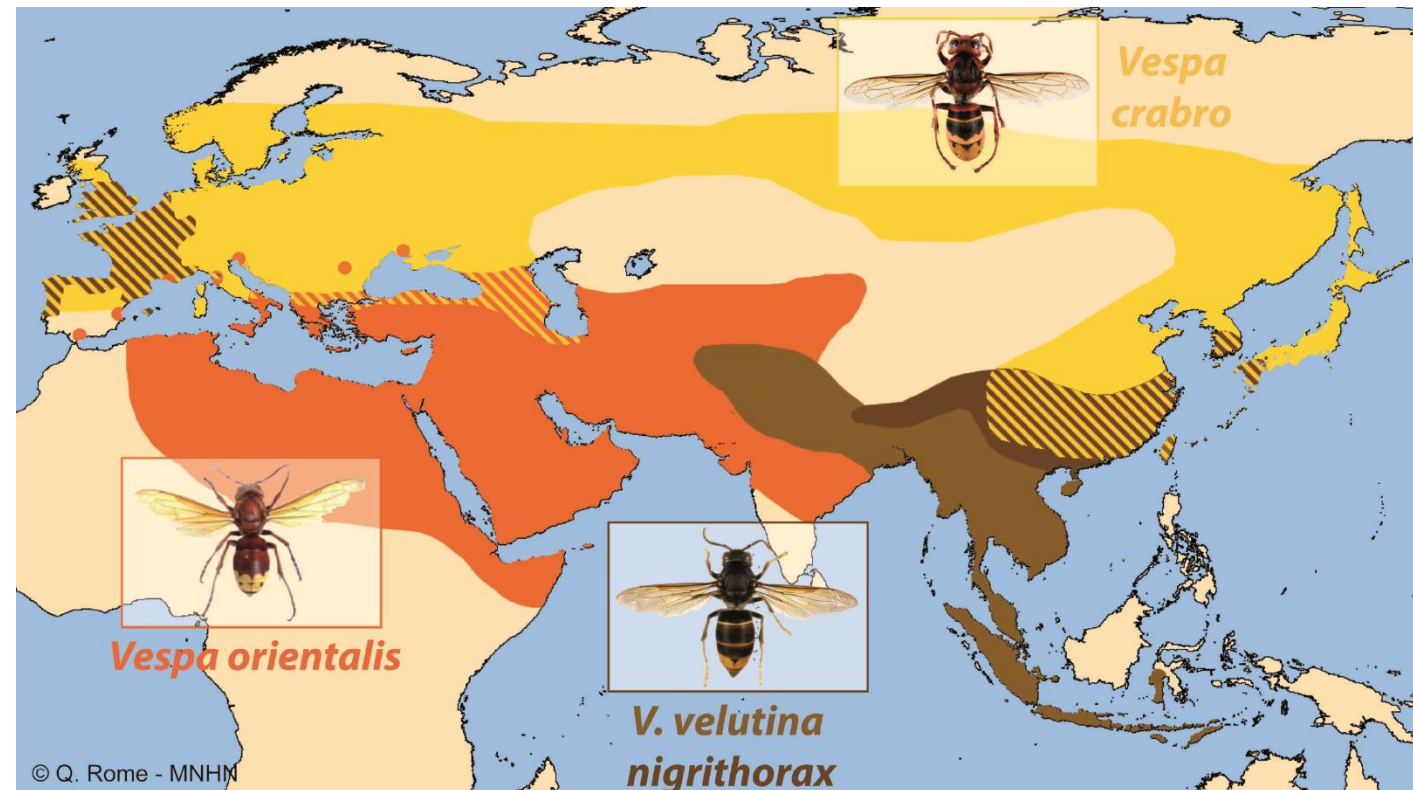 Vespa
crabro
Vespa orientalis
V. velutina
nigrithorax
© Q. Rome - MNHN